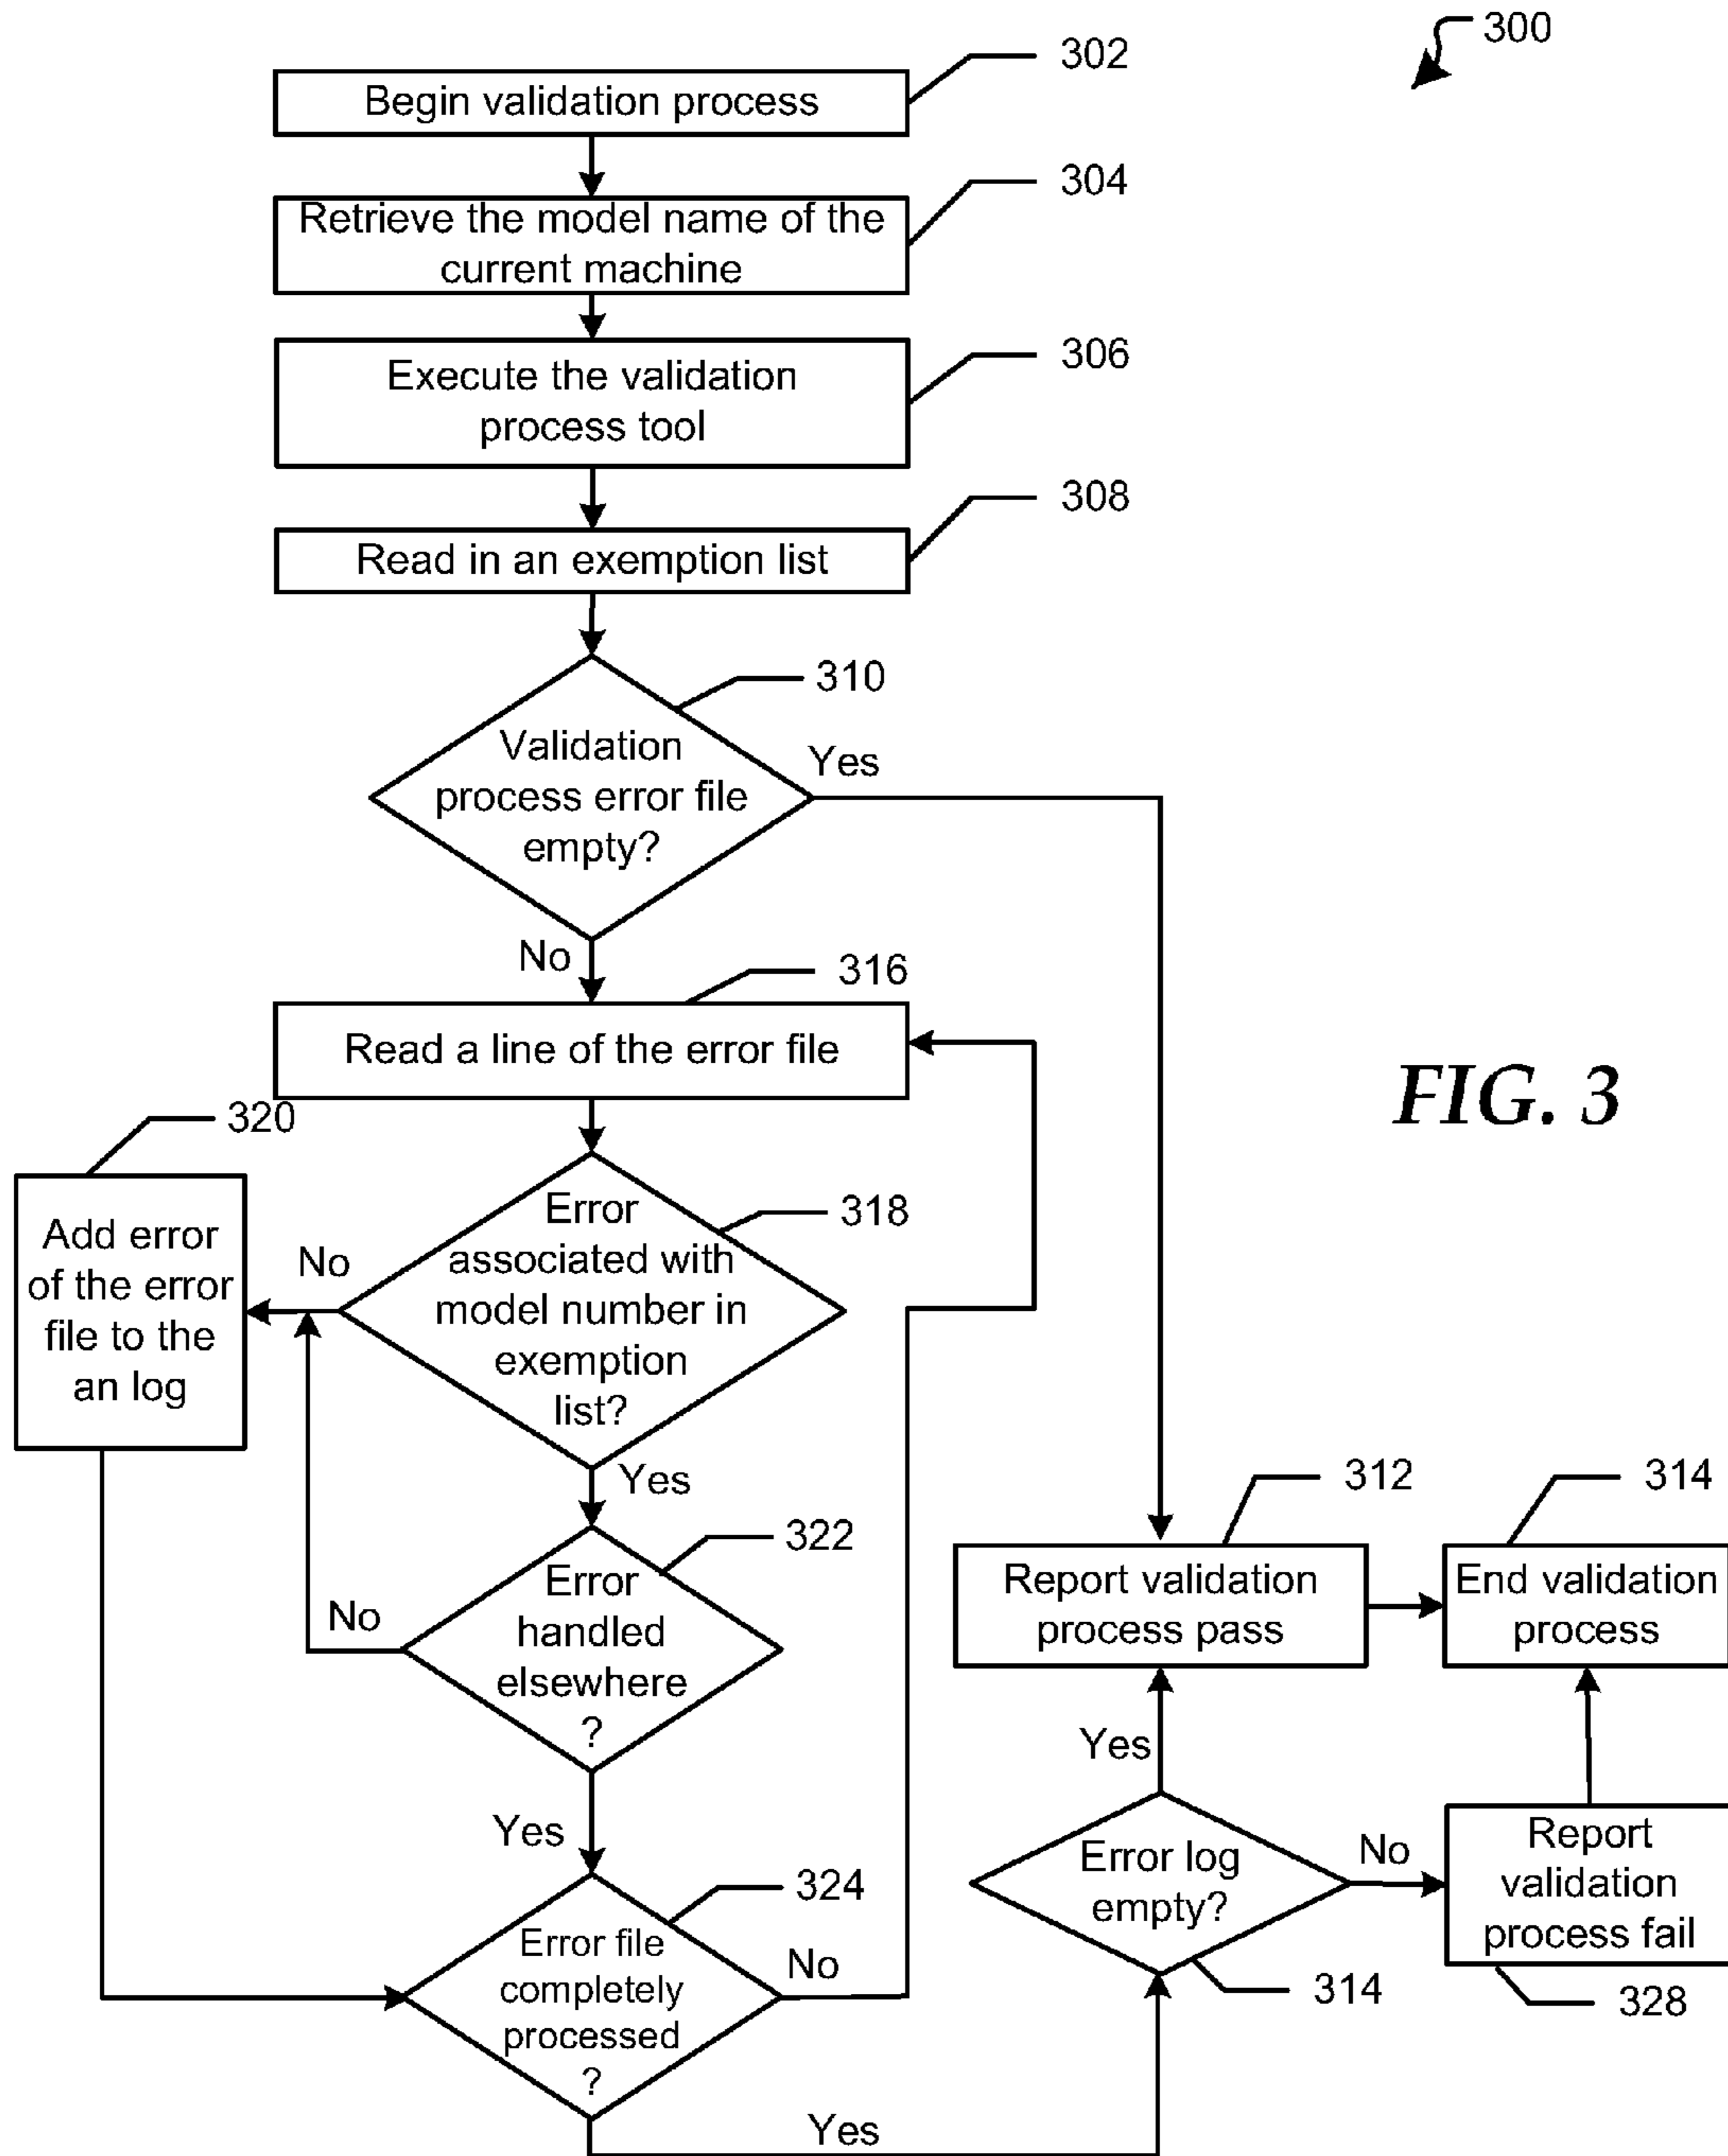 300
302
Begin validation process
304
Retrieve the model name of the
current machine
306
Execute the validation
process tool
308
Read in an exemption list
310
Validation
process error file
empty?
Yes
No
316
Read a line of the error file
FIG. 3
320
Add error
of the error
file to the
an log
No
318
Error
associated with
model number in
exemption
list?
Yes
322
Error
handled
elsewhere
?
No
Yes
324
Error file
completely
processed
?
No
Yes
312
Report validation
process pass
314
End validation
process
Yes
Error log
empty?
314
No
Report
validation
process fail
328